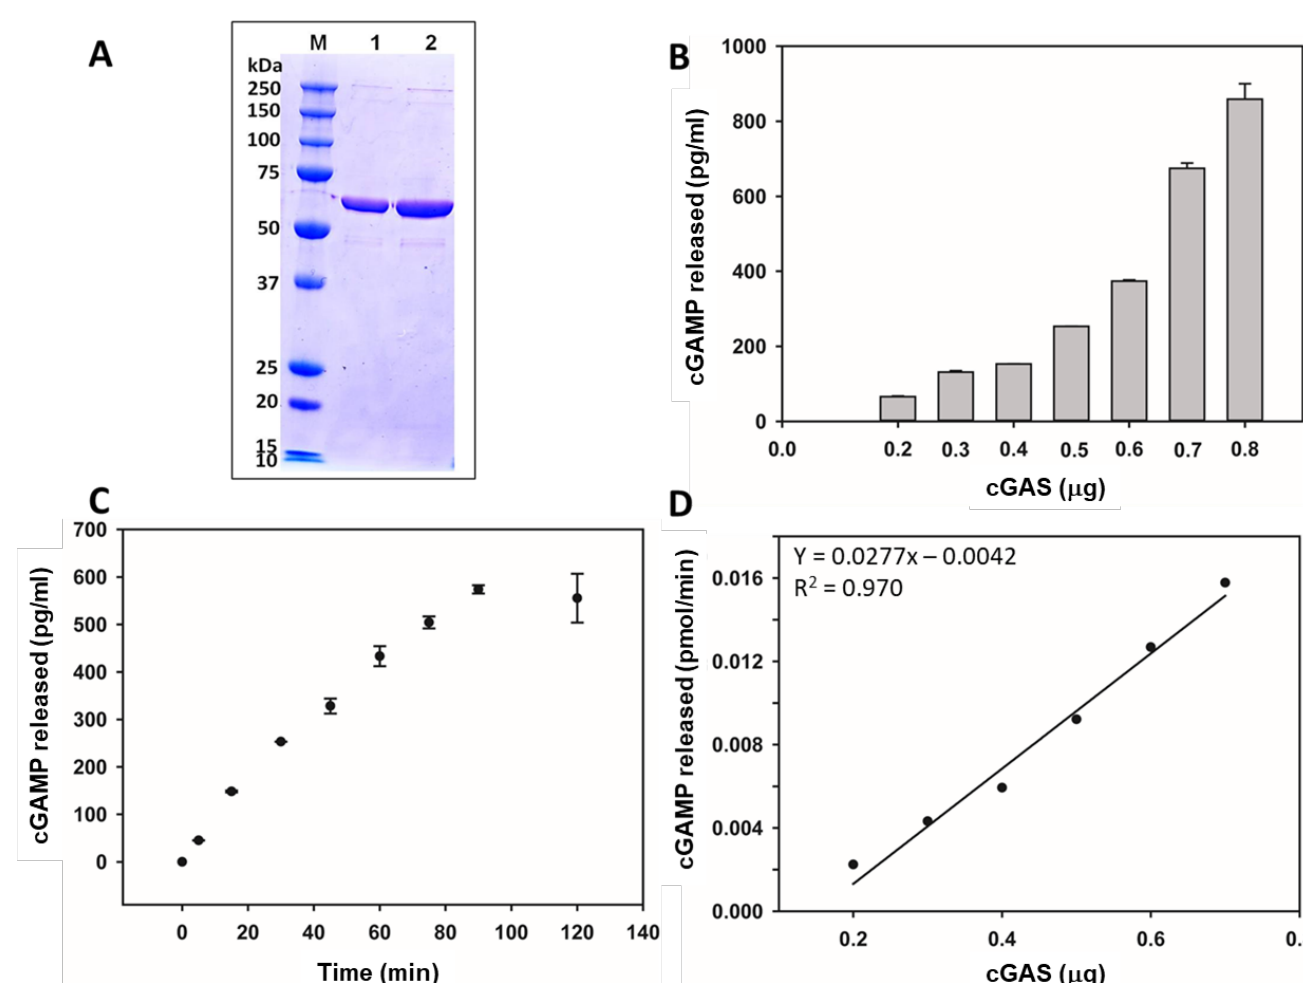 A
M 1 2
kDa
250
150
100
75
50
37
25
20
15
10
B
cGAMP released (pg/ml)
1000
800
600
400
200
0
0.0 0.2 0.3 0.4 0.5 0.6 0.7 0.8
cGAS (µg)
C
cGAMP released (pg/ml)
700
600
500
400
300
200
100
0
0 20 40 60 80 100 120 140
Time (min)
D
cGAMP released (pmol/min)
Y = 0.0277x – 0.0042
R² = 0.970
0.016
0.012
0.008
0.004
0.000
0.2 0.4 0.6 0.
cGAS (µg)